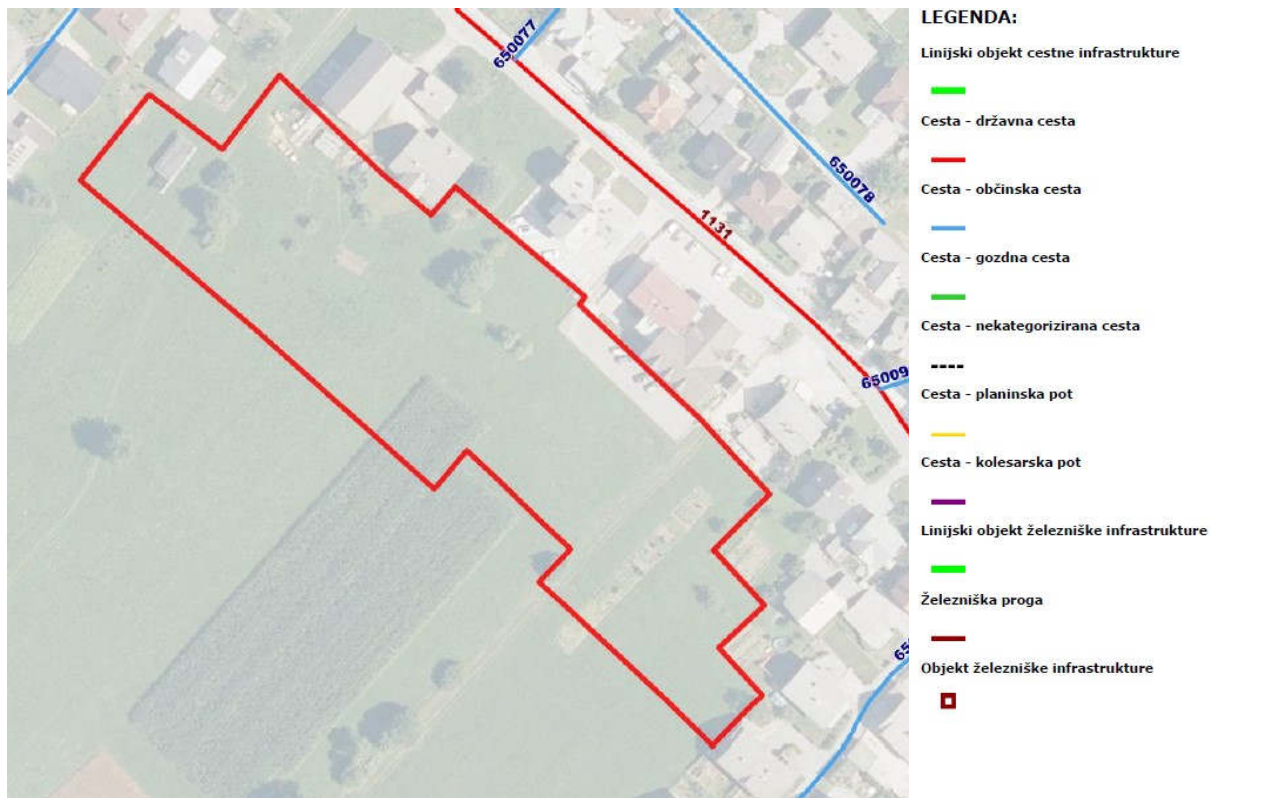 LEGENDA:
Linijski objekt cestne infrastrukture
Cesta - državna cesta
Cesta - občinska cesta
Cesta - gozdna cesta
Cesta - nekategorizirana cesta
Cesta - planinska pot
Cesta - kolesarska pot
Linijski objekt železniške infrastrukture
Železniška proga
Objekt železniške infrastrukture
650077
650078
1131
65009
65